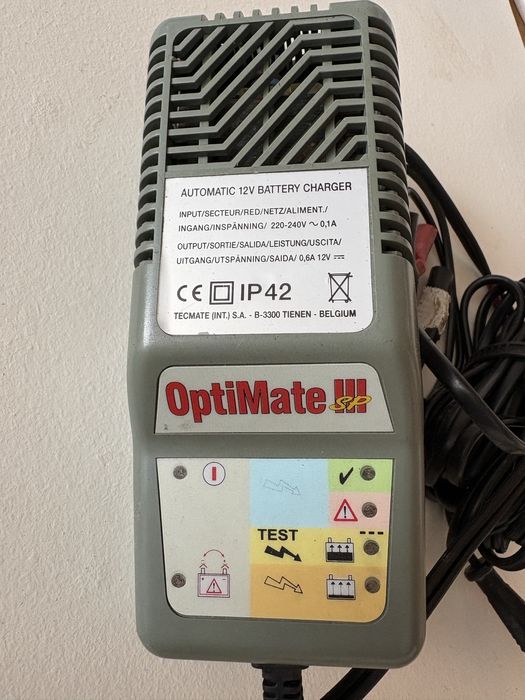 AUTOMATIC 12V BATTERY CHARGER
INPUT/SECTEUR/RED/NETZ/ALIMENT./
INGANG/INSPÄNNING/ 220-240V ~ 0,1A
OUTPUT/SORTIE/SALIDA/LEISTUNG/USCITA/
UITGANG/UTSPÄNNING/SAIDA/ 0,6A 12V ⎓
CE IP42
TECMATE (INT.) S.A. - B-3300 TIENEN - BELGIUM
OptiMate III SP
TEST